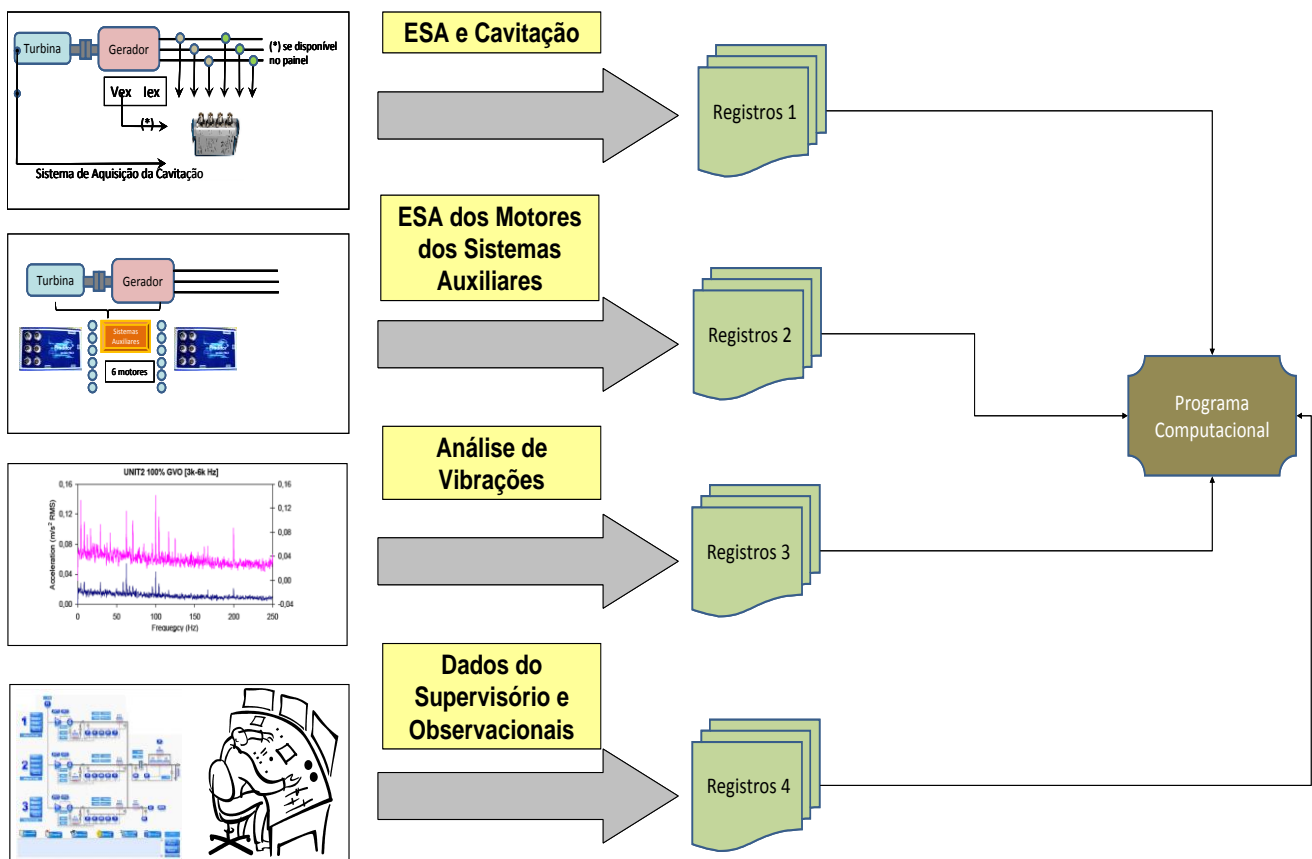 Turbina
Gerador
(*) se disponível
no painel
Vex Iex
(*)
Sistema de Aquisição da Cavitação
ESA e Cavitação
Registros 1
Turbina
Gerador
Sistemas
Auxiliares
6 motores
ESA dos Motores
dos Sistemas
Auxiliares
Registros 2
Programa
Computacional
UNIT2 100% GVO [3k-6k Hz]
Acceleration (m/s² RMS)
0,16
0,12
0,08
0,04
0,00
0,16
0,12
0,08
0,04
0,00
-0,04
0
50
100
150
200
250
Frequeqcy (Hz)
Análise de
Vibrações
Registros 3
1
2
3
Dados do
Supervisório e
Observacionais
Registros 4